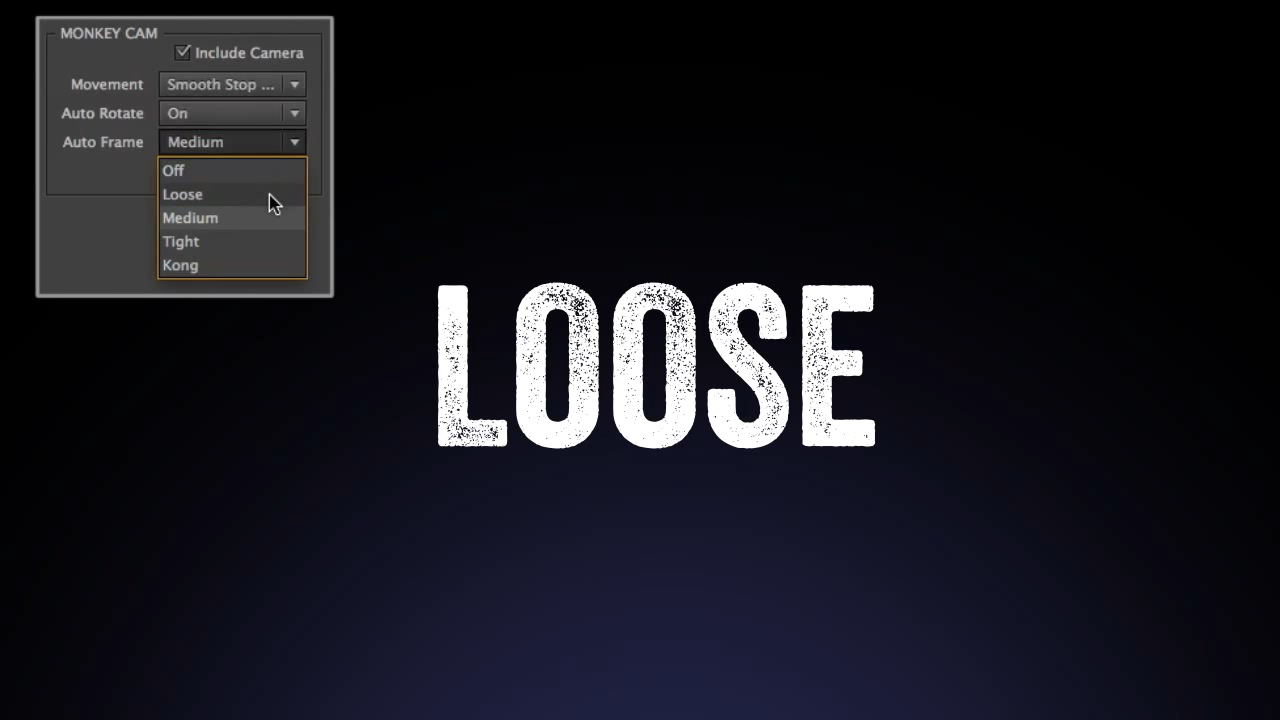 MONKEY CAM
Include Camera
Movement Smooth Stop ...
Auto Rotate On
Auto Frame Medium
Off
Loose
Medium
Tight
Kong
LOOSE